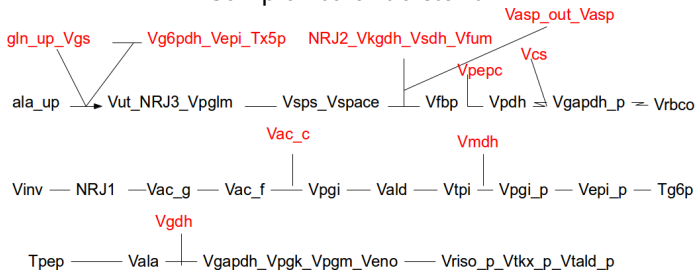 Vasp_out_Vasp
gln_up_Vgs Vg6pdh_Vepi_Tx5p NRJ2_Vkgdh_Vsdh_Vfum
Vpepc Vcs
ala_up Vut_NRJ3_Vpglm Vsps_Vspace Vfbp Vpdh Vgapdh_p Vrbco
Vac_c Vmdh
Vinv NRJ1 Vac_g Vac_f Vpgi Vald Vtpi Vpgi_p Vepi_p Tg6p
Vgdh
Tpep Vala Vgapdh_Vpgk_Vpgm_Veno Vriso_p_Vtkx_p_Vtald_p